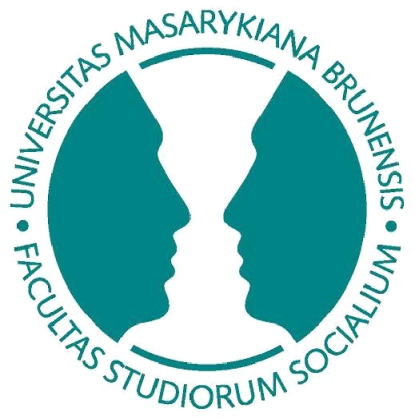 UNIVERSITAS MASARYKIANA BRUNENSIS
• FACULTAS STUDIORUM SOCIALIUM •